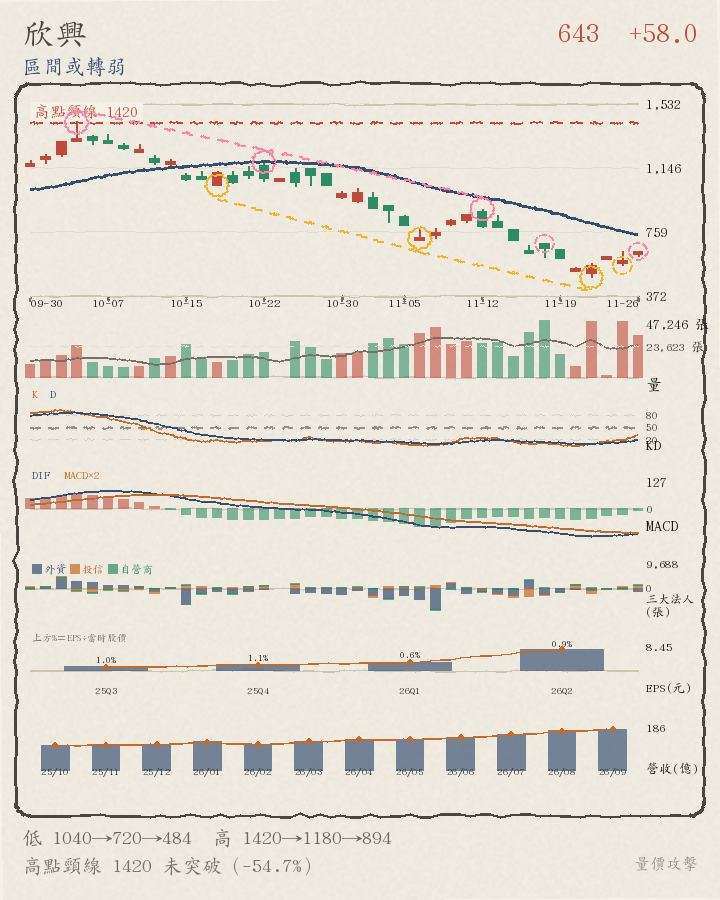 欣興
643 +58.0
區間或轉弱
高點頸線 1420
1,532
1,146
759
372
09-30 10-07 10-15 10-22 10-30 11-05 11-12 11-19 11-26
47,246 張
23,623 張
量
K D
80
50
20
KD
DIF MACD×2
127
0
MACD
外資 投信 自營商
9,688
0
三大法人
(張)
上方%=EPS÷當時股價
1.0% 1.1% 0.6% 0.9%
8.45
25Q3 25Q4 26Q1 26Q2
EPS(元)
186
25/10 25/11 25/12 26/01 26/02 26/03 26/04 26/05 26/06 26/07 26/08 26/09
營收(億)
低 1040→720→484 高 1420→1180→894
高點頸線 1420 未突破 (-54.7%)
量價攻擊